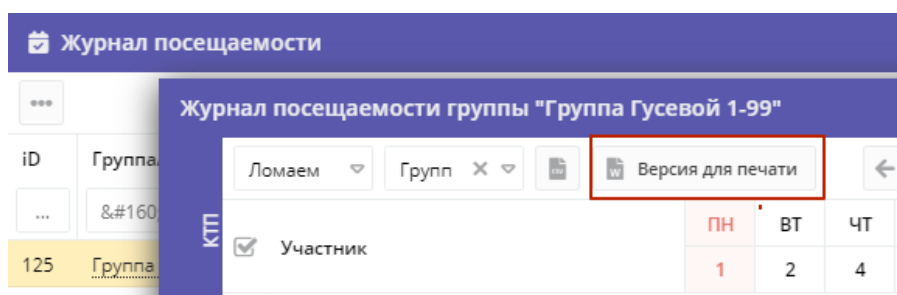 Журнал посещаемости
Журнал посещаемости группы "Группа Гусевой 1-99"
iD Группа
Ломаем Групп Версия для печати
... &#160;
КТП
Участник ПН ВТ ЧТ
125 Группа 1 2 4